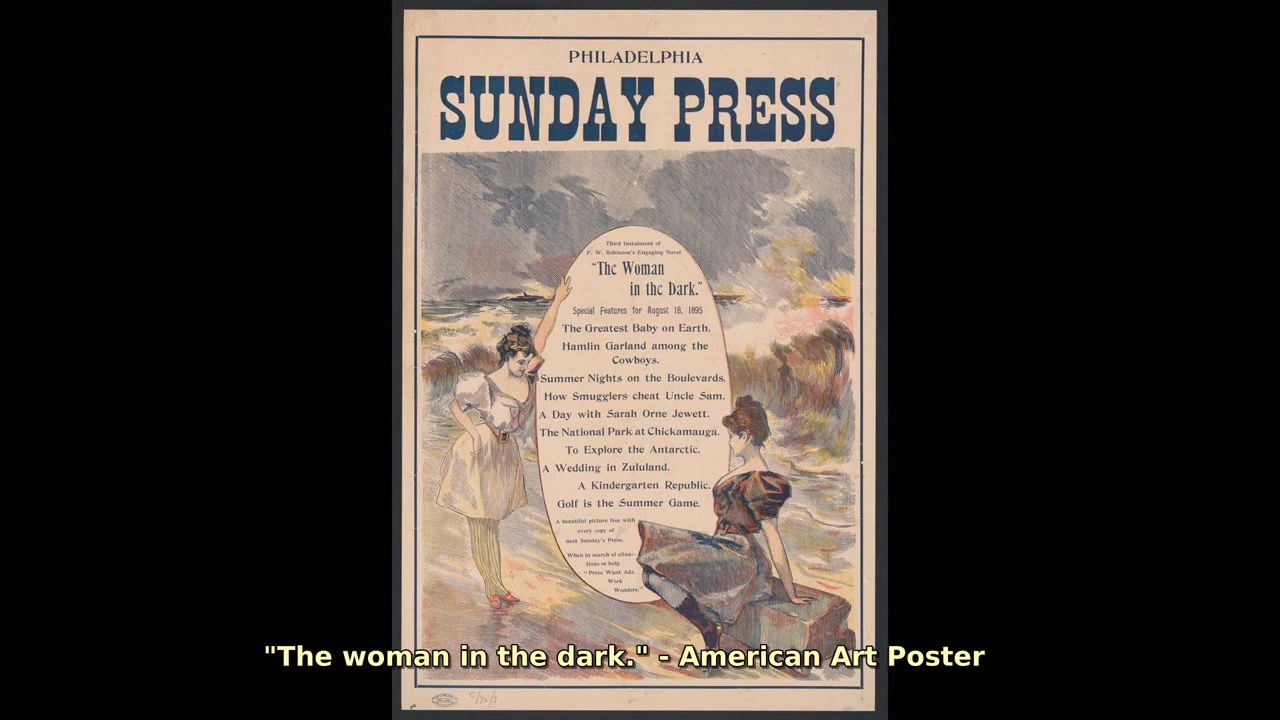 PHILADELPHIA
SUNDAY PRESS
Third Instalment of
F. W. Robinson's Engaging Novel
"The Woman
in the Dark."
Special Features for August 18, 1895
The Greatest Baby on Earth.
Hamlin Garland among the
Cowboys.
Summer Nights on the Boulevards.
How Smugglers cheat Uncle Sam.
A Day with Sarah Orne Jewett.
The National Park at Chickamauga.
To Explore the Antarctic.
A Wedding in Zululand.
A Kindergarten Republic.
Golf is the Summer Game.
A beautiful picture free with
every copy of
next Sunday's Press.
When in search of situa-
tions or help
"Press Want Ads.
Work
Wonders."
"The woman in the dark." - American Art Poster